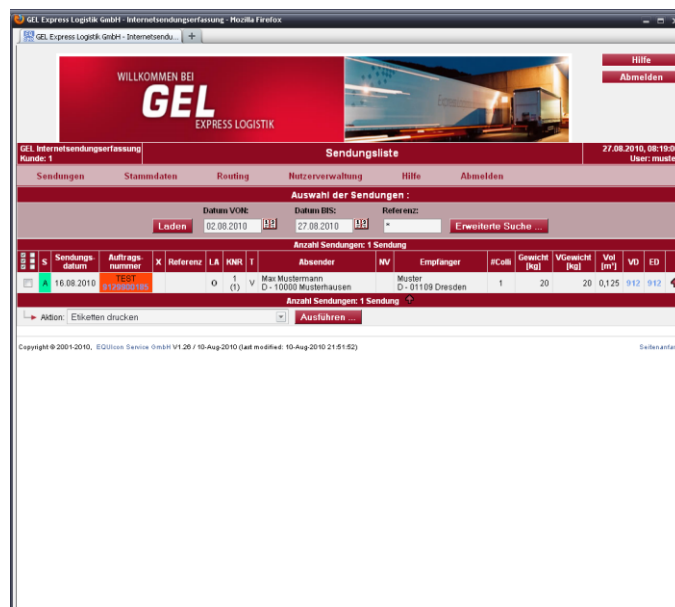 GEL Express Logistik GmbH - Internetsendungserfassung - Mozilla Firefox
GEL Express Logistik GmbH - Internetsendu... +
WILLKOMMEN BEI
GEL
EXPRESS LOGISTIK
Hilfe
Abmelden
GEL Internetsendungserfassung
Kunde: 1
Sendungsliste
27.08.2010, 08:19:0
User: muste
Sendungen Stammdaten Routing Nutzerverwaltung Hilfe Abmelden
Auswahl der Sendungen :
Datum VON: Datum BIS: Referenz:
Laden 02.08.2010 27.08.2010 * Erweiterte Suche ...
Anzahl Sendungen: 1 Sendung
S Sendungs-datum Auftrags-nummer X Referenz LA KNR T Absender NV Empfänger #Colli Gewicht [kg] VGewicht [kg] Vol [m³] VD ED
A 16.08.2010 TEST O 1 (1) V Max Mustermann D - 10000 Musterhausen Muster D - 01109 Dresden 1 20 20 0,125 912 912
Anzahl Sendungen: 1 Sendung
Aktion: Etiketten drucken Ausführen ...
Copyright © 2001-2010, EQUIcon Service GmbH V1.26 / 10-Aug-2010 (last modified: 10-Aug-2010 21:51:52) Seitenanfa